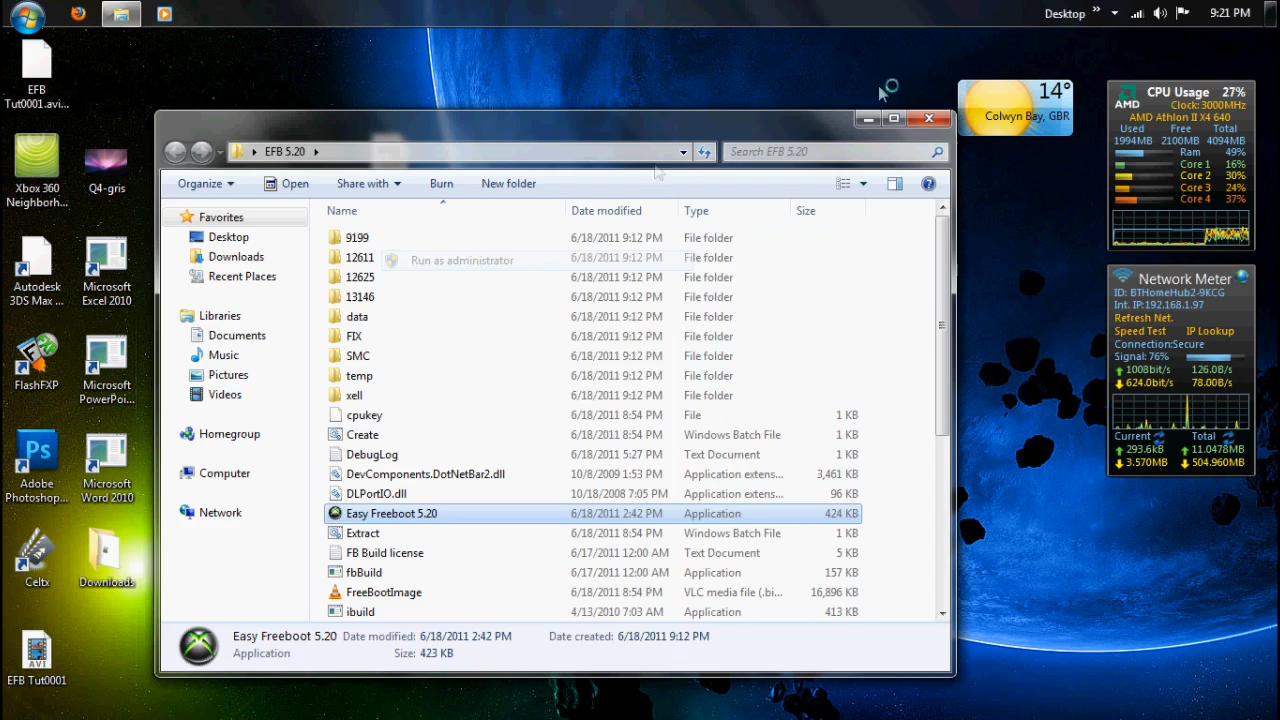 Desktop »
9:21 PM
EFB
Tut0001.avi...
Xbox 360
Neighborh...
Q4-gris
Autodesk
3DS Max ...
Microsoft
Excel 2010
FlashFXP
Microsoft
PowerPoi...
Adobe
Photoshop...
Microsoft
Word 2010
Celtx
Downloads
EFB Tut0001
EFB 5.20
Search EFB 5.20
Organize Open Share with Burn New folder
Favorites
Desktop
Downloads
Recent Places
Libraries
Documents
Music
Pictures
Videos
Homegroup
Computer
Network
Name Date modified Type Size
9199 6/18/2011 9:12 PM File folder
12611 6/18/2011 9:12 PM File folder
Run as administrator
12625 6/18/2011 9:12 PM File folder
13146 6/18/2011 9:12 PM File folder
data 6/18/2011 9:12 PM File folder
FIX 6/18/2011 9:12 PM File folder
SMC 6/18/2011 9:12 PM File folder
temp 6/18/2011 9:12 PM File folder
xell 6/18/2011 9:12 PM File folder
cpukey 6/18/2011 8:54 PM File 1 KB
Create 6/18/2011 8:54 PM Windows Batch File 1 KB
DebugLog 6/18/2011 5:27 PM Text Document 1 KB
DevComponents.DotNetBar2.dll 10/8/2009 1:53 PM Application extens... 3,461 KB
DLPortIO.dll 10/18/2008 7:05 PM Application extens... 96 KB
Easy Freeboot 5.20 6/18/2011 2:42 PM Application 424 KB
Extract 6/18/2011 8:54 PM Windows Batch File 1 KB
FB Build license 6/17/2011 12:00 AM Text Document 5 KB
fbBuild 6/17/2011 12:00 AM Application 157 KB
FreeBootImage 6/18/2011 8:54 PM VLC media file (.bi... 16,896 KB
ibuild 4/13/2010 7:03 AM Application 413 KB
Easy Freeboot 5.20 Date modified: 6/18/2011 2:42 PM Date created: 6/18/2011 9:12 PM
Application Size: 423 KB
14°
Colwyn Bay, GBR
AMD
CPU Usage 27%
Clock: 3000MHz
AMD Athlon II X4 640
Used Free Total
1994MB 2100MB 4094MB
Ram 49%
Core 1 16%
Core 2 30%
Core 3 24%
Core 4 37%
Network Meter
ID: BTHomeHub2-9KCG
Int. IP:192.168.1.97
Refresh Net.
Speed Test IP Lookup
Connection:Secure
Signal: 76%
1008bit/s 126.0B/s
624.0bit/s 78.00B/s
Current Total
293.6kB 11.0478MB
3.570MB 504.960MB